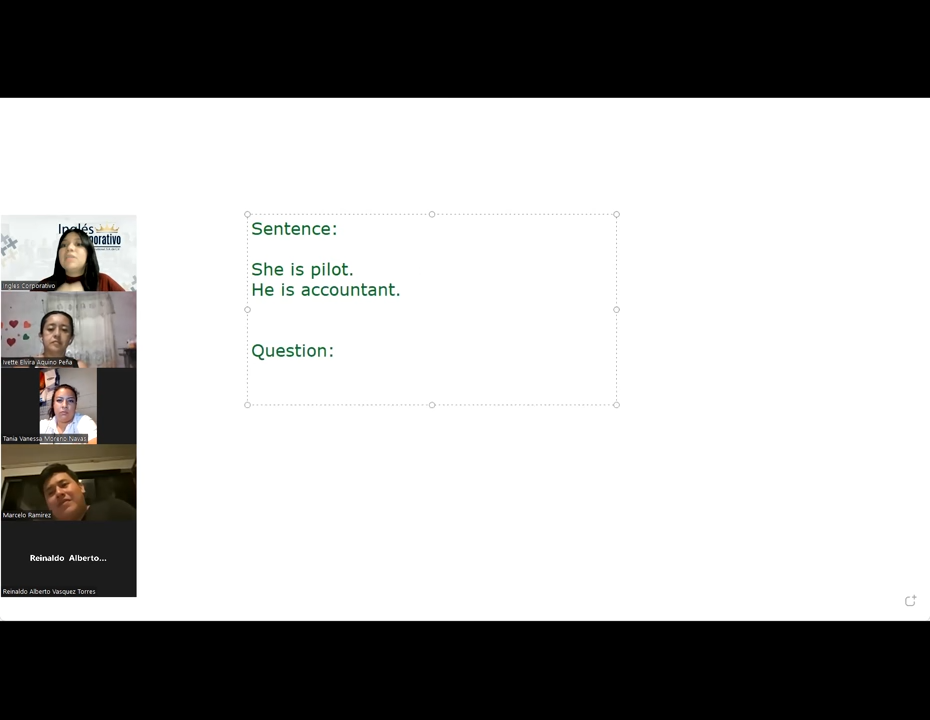 Inglés
Corporativo
Ingles Corporativo
Ivette Elvira Aquino Peña
Tania Vanessa Moreno Navas
Marcelo Ramirez
Reinaldo Alberto...
Reinaldo Alberto Vasquez Torres
Sentence:
She is pilot.
He is accountant.
Question: